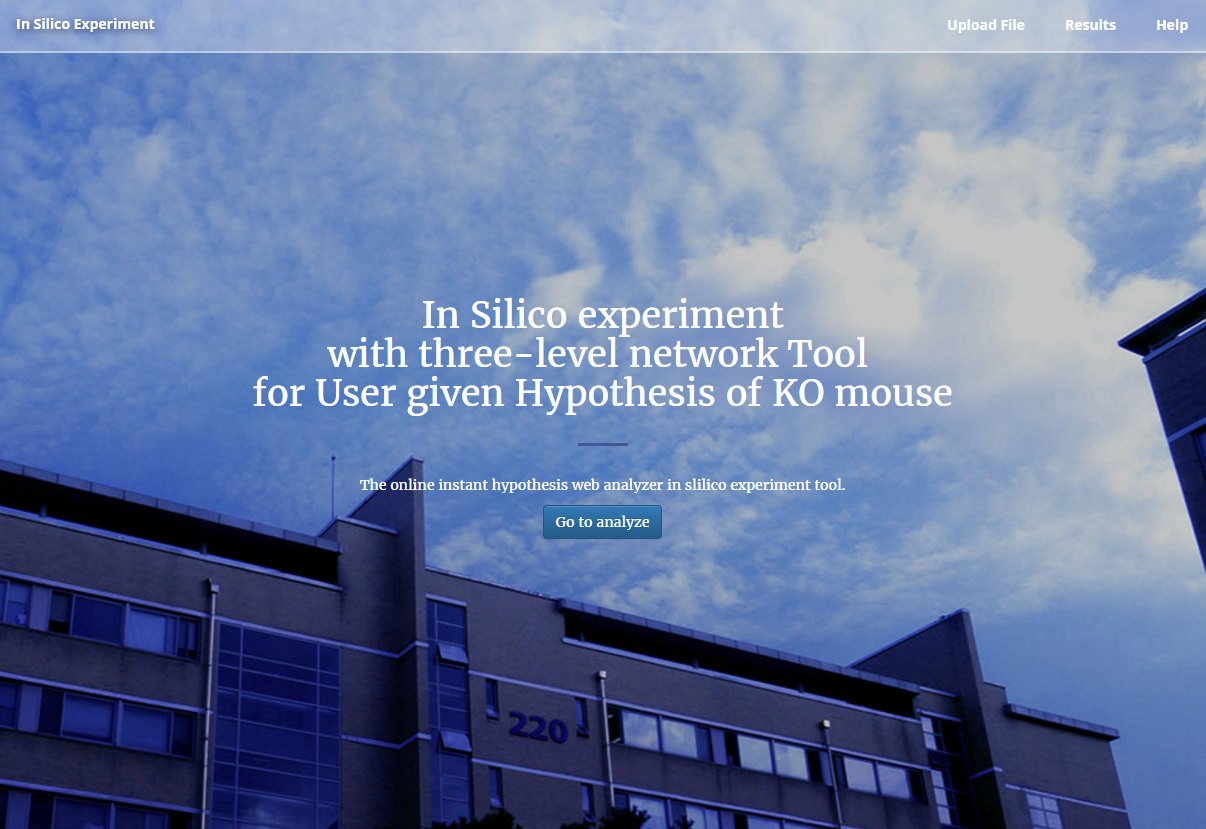 In Silico Experiment
Upload File
Results
Help
In Silico experiment
with three-level network Tool
for User given Hypothesis of KO mouse
The online instant hypothesis web analyzer in slilico experiment tool.
Go to analyze
220